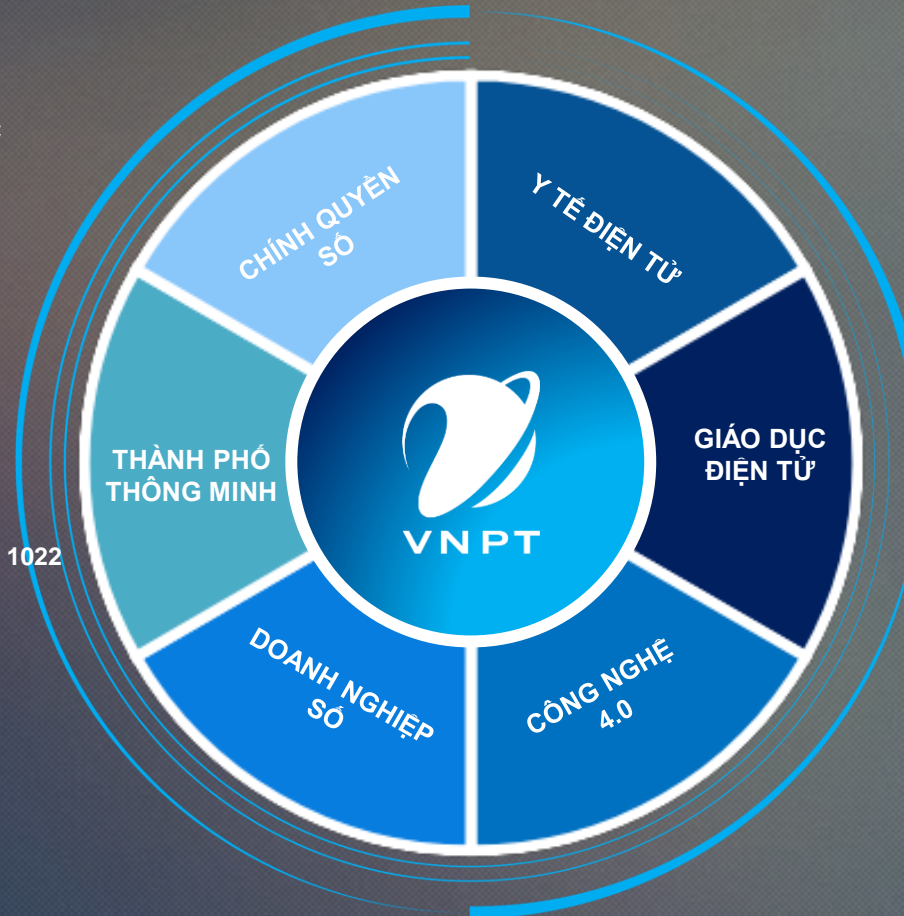 CHÍNH QUYỀN
SỐ
Y TẾ ĐIỆN TỬ
THÀNH PHỐ
THÔNG MINH
GIÁO DỤC
ĐIỆN TỬ
VNPT
1022
DOANH NGHIỆP
SỐ
CÔNG NGHỆ
4.0